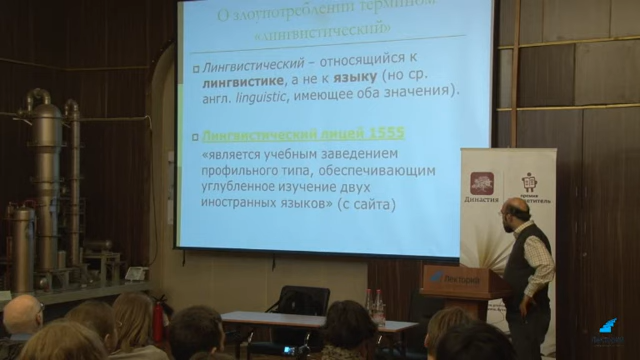 О злоупотреблении термином
«лингвистический»
Лингвистический – относящийся к
лингвистике, а не к языку (но ср.
англ. linguistic, имеющее оба значения).
Лингвистический лицей 1555
«является учебным заведением
профильного типа, обеспечивающим
углубленное изучение двух
иностранных языков» (с сайта)
ДИНАСТИЯ